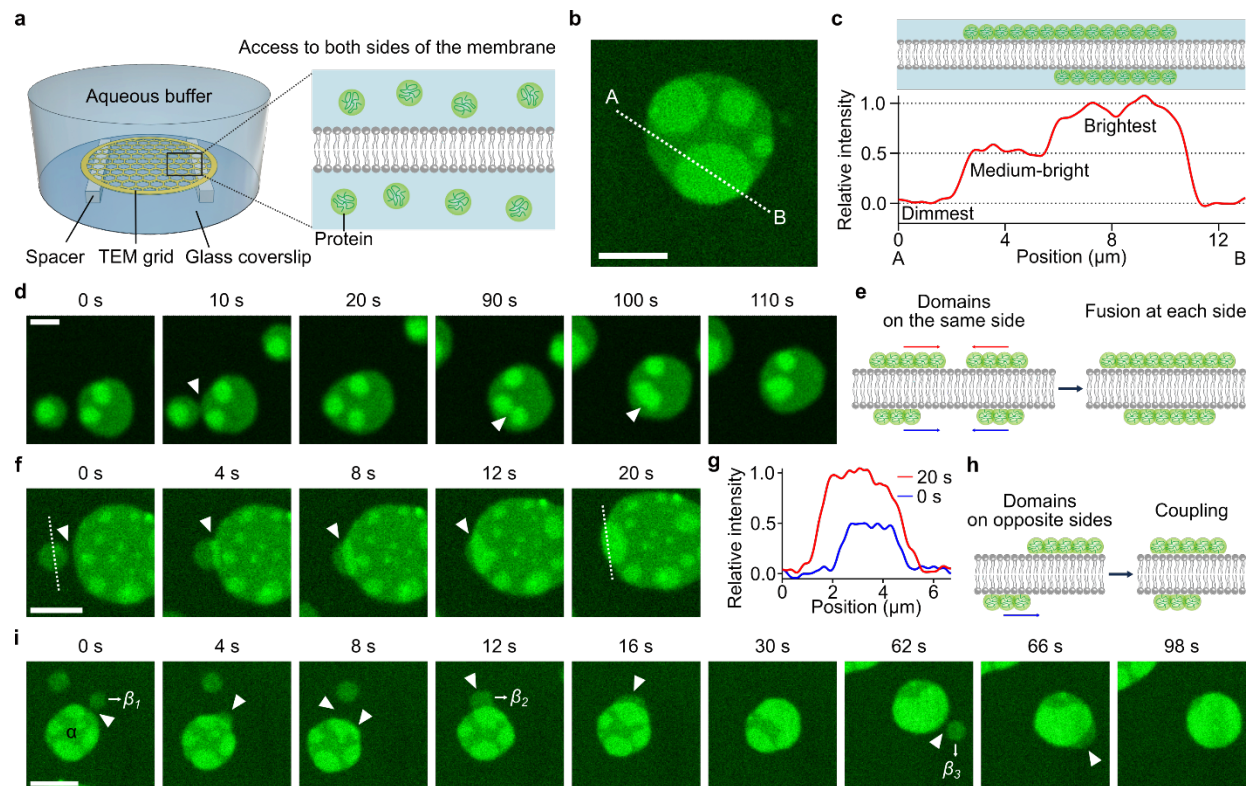 a
Access to both sides of the membrane
Aqueous buffer
Protein
Spacer
TEM grid
Glass coverslip
b
A
B
c
Relative intensity
1.0
0.5
0.0
Brightest
Medium-bright
Dimmest
0
4
8
12
A
Position (µm)
B
d
0 s
10 s
20 s
90 s
100 s
110 s
e
Domains
on the same side
Fusion at each side
f
0 s
4 s
8 s
12 s
20 s
g
Relative intensity
1.0
0.5
0.0
20 s
0 s
0
2
4
6
Position (µm)
h
Domains
on opposite sides
Coupling
i
0 s
4 s
8 s
12 s
16 s
30 s
62 s
66 s
98 s
β1
α
β2
β3